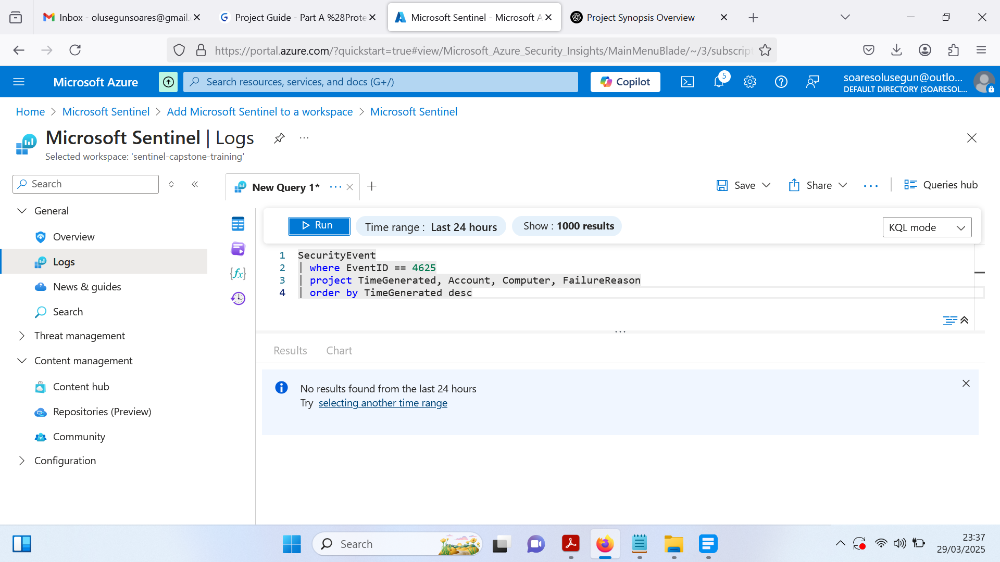 Inbox - olusegunsoares@gmail.c
Project Guide - Part A %28Prote
Microsoft Sentinel - Microsoft A
Project Synopsis Overview
https://portal.azure.com/?quickstart=true#view/Microsoft_Azure_Security_Insights/MainMenuBlade/~/3/subscript
Microsoft Azure
Search resources, services, and docs (G+/)
Copilot
5
soaresolusegun@outlo...
DEFAULT DIRECTORY (SOARESOL...
Home > Microsoft Sentinel > Add Microsoft Sentinel to a workspace > Microsoft Sentinel
Microsoft Sentinel | Logs
Selected workspace: 'sentinel-capstone-training'
Search
General
Overview
Logs
News & guides
Search
Threat management
Content management
Content hub
Repositories (Preview)
Community
Configuration
New Query 1*
Save
Share
Queries hub
Run
Time range : Last 24 hours
Show : 1000 results
KQL mode
{fx}
1 SecurityEvent
2 | where EventID == 4625
3 | project TimeGenerated, Account, Computer, FailureReason
4 | order by TimeGenerated desc
Results
Chart
No results found from the last 24 hours
Try selecting another time range
Search
23:37
29/03/2025